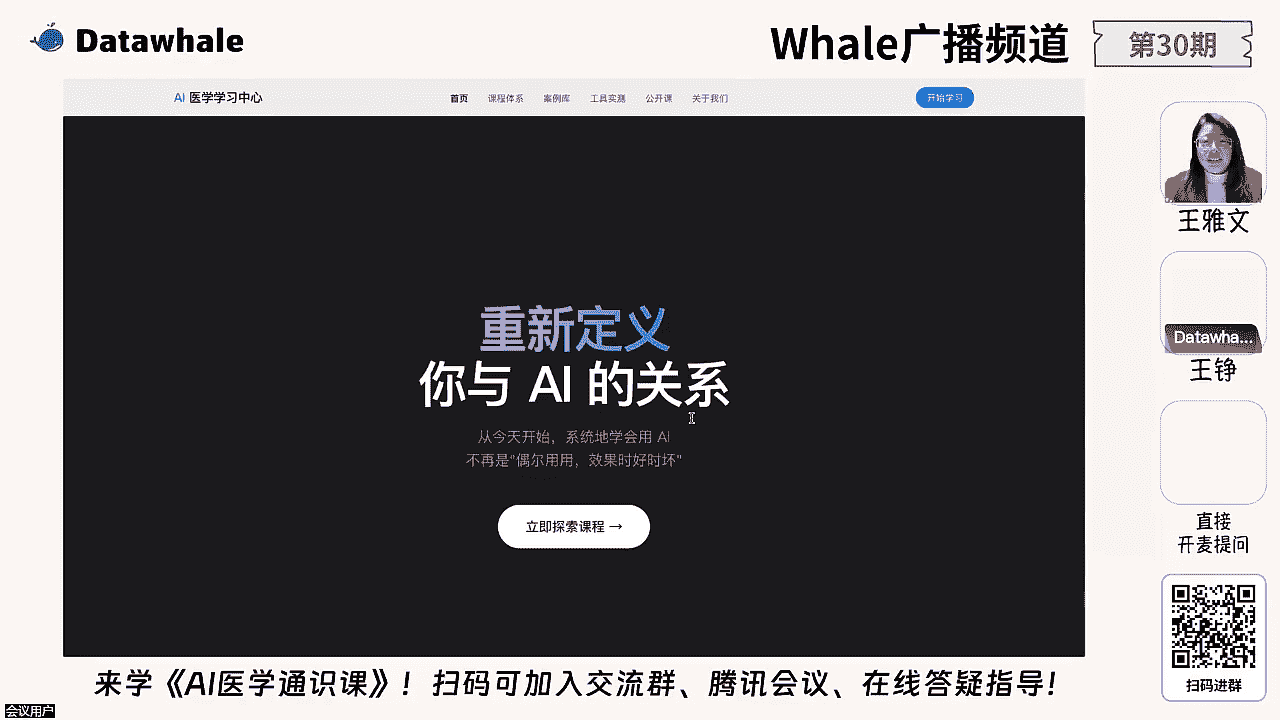 Datawhale
Whale广播频道
第30期
AI 医学学习中心
首页
课程体系
案例库
工具实测
公开课
关于我们
开始学习
重新定义
你与 AI 的关系
从今天开始，系统地学会用 AI
不再是"偶尔用用，效果时好时坏"
立即探索课程 →
王雅文
Datawha...
王铮
直接
开麦提问
扫码进群
来学《AI医学通识课》！扫码可加入交流群、腾讯会议、在线答疑指导！
会议用户